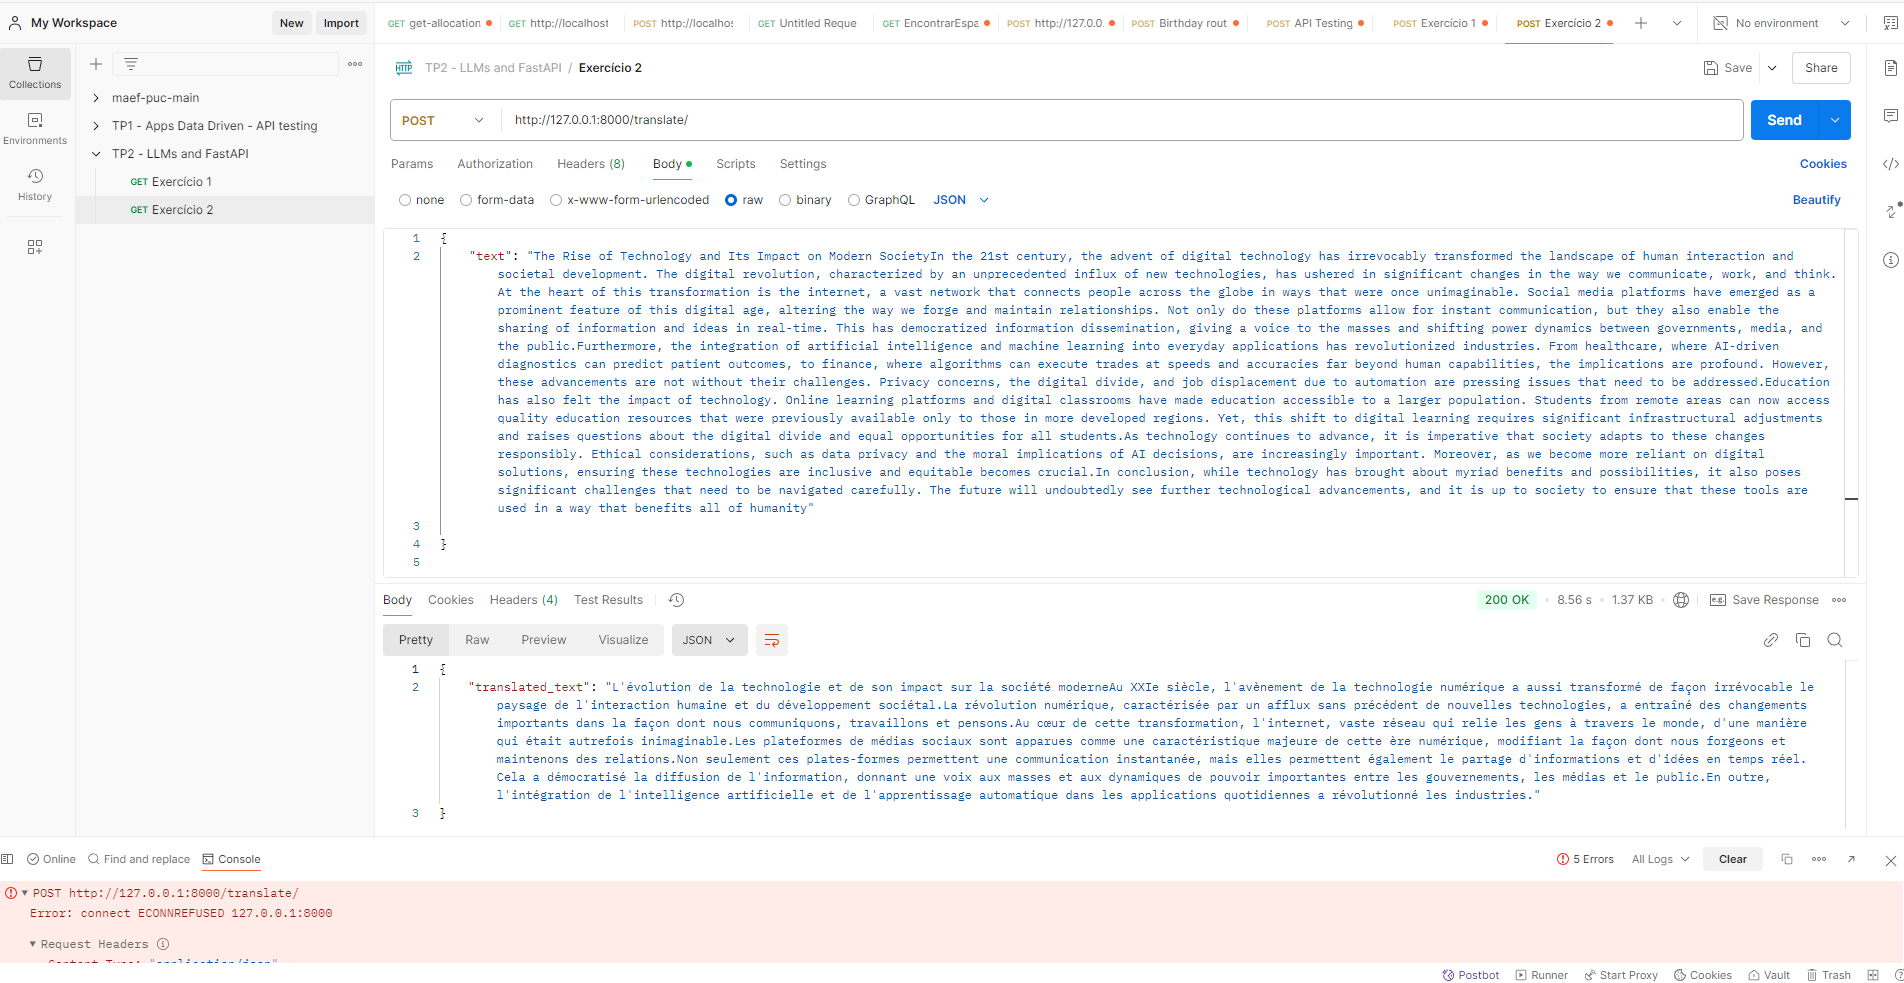 My Workspace
New
Import
GET get-allocation
GET http://localhost
POST http://localhos
GET Untitled Reque
GET EncontrarEspa
POST http://127.0.0.
POST Birthday rout
POST API Testing
POST Exercício 1
POST Exercício 2
No environment
Collections
Environments
History
maef-puc-main
TP1 - Apps Data Driven - API testing
TP2 - LLMs and FastAPI
GET Exercício 1
GET Exercício 2
HTTP TP2 - LLMs and FastAPI / Exercício 2
Save
Share
POST
http://127.0.0.1:8000/translate/
Send
Params Authorization Headers (8) Body Scripts Settings
Cookies
none form-data x-www-form-urlencoded raw binary GraphQL JSON
Beautify
1 {
2 "text": "The Rise of Technology and Its Impact on Modern SocietyIn the 21st century, the advent of digital technology has irrevocably transformed the landscape of human interaction and
societal development. The digital revolution, characterized by an unprecedented influx of new technologies, has ushered in significant changes in the way we communicate, work, and think.
At the heart of this transformation is the internet, a vast network that connects people across the globe in ways that were once unimaginable. Social media platforms have emerged as a
prominent feature of this digital age, altering the way we forge and maintain relationships. Not only do these platforms allow for instant communication, but they also enable the
sharing of information and ideas in real-time. This has democratized information dissemination, giving a voice to the masses and shifting power dynamics between governments, media, and
the public.Furthermore, the integration of artificial intelligence and machine learning into everyday applications has revolutionized industries. From healthcare, where AI-driven
diagnostics can predict patient outcomes, to finance, where algorithms can execute trades at speeds and accuracies far beyond human capabilities, the implications are profound. However,
these advancements are not without their challenges. Privacy concerns, the digital divide, and job displacement due to automation are pressing issues that need to be addressed.Education
has also felt the impact of technology. Online learning platforms and digital classrooms have made education accessible to a larger population. Students from remote areas can now access
quality education resources that were previously available only to those in more developed regions. Yet, this shift to digital learning requires significant infrastructural adjustments
and raises questions about the digital divide and equal opportunities for all students.As technology continues to advance, it is imperative that society adapts to these changes
responsibly. Ethical considerations, such as data privacy and the moral implications of AI decisions, are increasingly important. Moreover, as we become more reliant on digital
solutions, ensuring these technologies are inclusive and equitable becomes crucial.In conclusion, while technology has brought about myriad benefits and possibilities, it also poses
significant challenges that need to be navigated carefully. The future will undoubtedly see further technological advancements, and it is up to society to ensure that these tools are
used in a way that benefits all of humanity"
3
4 }
5
Body Cookies Headers (4) Test Results
200 OK • 8.56 s • 1.37 KB
e.g. Save Response
Pretty Raw Preview Visualize JSON
1 {
2 "translated_text": "L'évolution de la technologie et de son impact sur la société moderneAu XXIe siècle, l'avènement de la technologie numérique a aussi transformé de façon irrévocable le
paysage de l'interaction humaine et du développement sociétal.La révolution numérique, caractérisée par un afflux sans précédent de nouvelles technologies, a entraîné des changements
importants dans la façon dont nous communiquons, travaillons et pensons.Au cœur de cette transformation, l'internet, vaste réseau qui relie les gens à travers le monde, d'une manière
qui était autrefois inimaginable.Les plateformes de médias sociaux sont apparues comme une caractéristique majeure de cette ère numérique, modifiant la façon dont nous forgeons et
maintenons des relations.Non seulement ces plates-formes permettent une communication instantanée, mais elles permettent également le partage d'informations et d'idées en temps réel.
Cela a démocratisé la diffusion de l'information, donnant une voix aux masses et aux dynamiques de pouvoir importantes entre les gouvernements, les médias et le public.En outre,
l'intégration de l'intelligence artificielle et de l'apprentissage automatique dans les applications quotidiennes a révolutionné les industries."
3 }
Online Find and replace Console
5 Errors All Logs Clear
POST http://127.0.0.1:8000/translate/
Error: connect ECONNREFUSED 127.0.0.1:8000
Request Headers
Content-Type: "application/json"
Postbot Runner Start Proxy Cookies Vault Trash